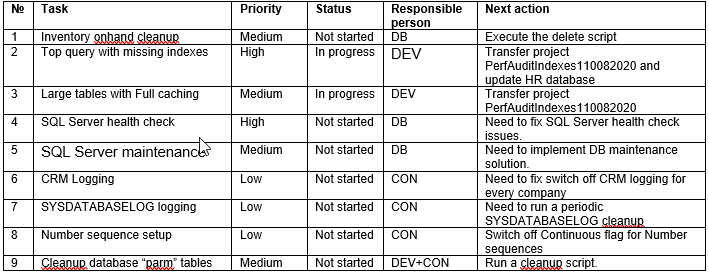 № Task Priority Status Responsible person Next action
1 Inventory onhand cleanup Medium Not started DB Execute the delete script
2 Top query with missing indexes High In progress DEV Transfer project
PerfAuditIndexes110082020 and
update HR database
3 Large tables with Full caching Medium In progress DEV Transfer project
PerfAuditIndexes110082020
4 SQL Server health check High Not started DB Need to fix SQL Server health check
issues.
5 SQL Server maintenance Medium Not started DB Need to implement DB maintenance
solution.
6 CRM Logging Low Not started CON Need to fix switch off CRM logging for
every company
7 SYSDATABASELOG logging Low Not started CON Need to run a periodic
SYSDATABASELOG cleanup
8 Number sequence setup Low Not started CON Switch off Continuous flag for Number
sequences
9 Cleanup database “parm” tables Medium Not started DEV+CON Run a cleanup script.